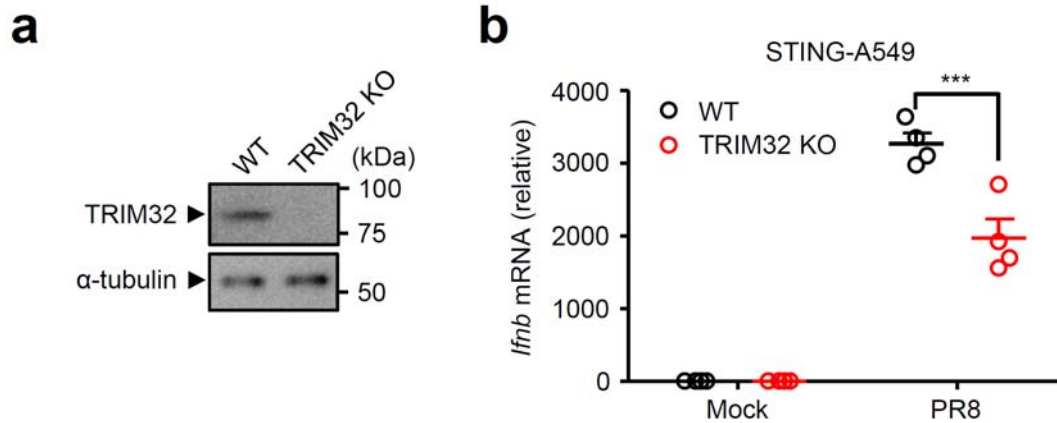 a
WT
TRIM32 KO
(kDa)
TRIM32
100
75
α-tubulin
50
b
STING-A549
Ifnb mRNA (relative)
4000
3000
2000
1000
0
WT
TRIM32 KO
***
Mock
PR8